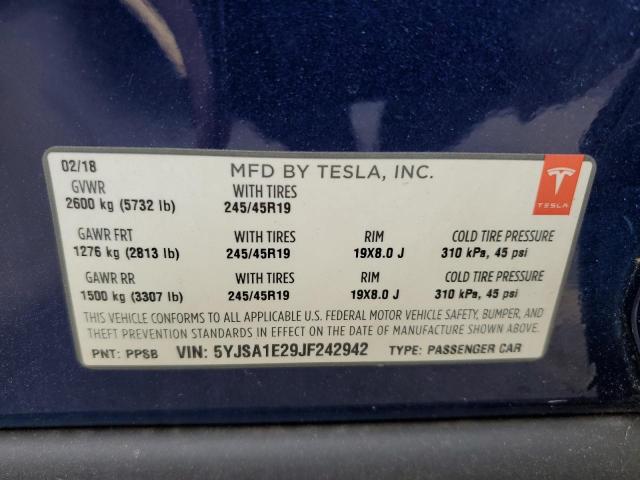 02/18 MFD BY TESLA, INC.
GVWR WITH TIRES
2600 kg (5732 lb) 245/45R19
TESLA
GAWR FRT WITH TIRES RIM COLD TIRE PRESSURE
1276 kg (2813 lb) 245/45R19 19X8.0 J 310 kPa, 45 psi
GAWR RR WITH TIRES RIM COLD TIRE PRESSURE
1500 kg (3307 lb) 245/45R19 19X8.0 J 310 kPa, 45 psi
THIS VEHICLE CONFORMS TO ALL APPLICABLE U.S. FEDERAL MOTOR VEHICLE SAFETY, BUMPER, AND
THEFT PREVENTION STANDARDS IN EFFECT ON THE DATE OF MANUFACTURE SHOWN ABOVE.
PNT: PPSB VIN: 5YJSA1E29JF242942 TYPE: PASSENGER CAR